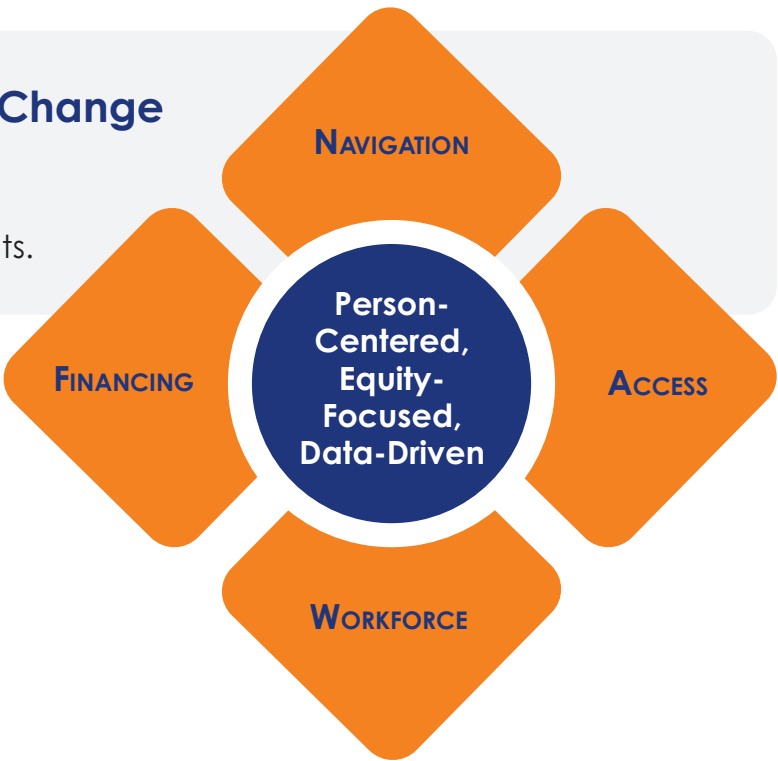 Change
NAVIGATION
ts.
FINANCING
Person-
Centered,
Equity-
Focused,
Data-Driven
ACCESS
WORKFORCE